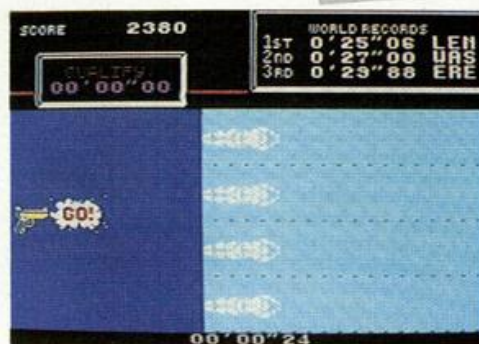 SCORE 2380
WORLD RECORDS
1ST 0'25"06 LEN
2ND 0'27"00 WAS
3RD 0'29"88 ERE
QUALIFY
00'00"00
GO!
00'00"24